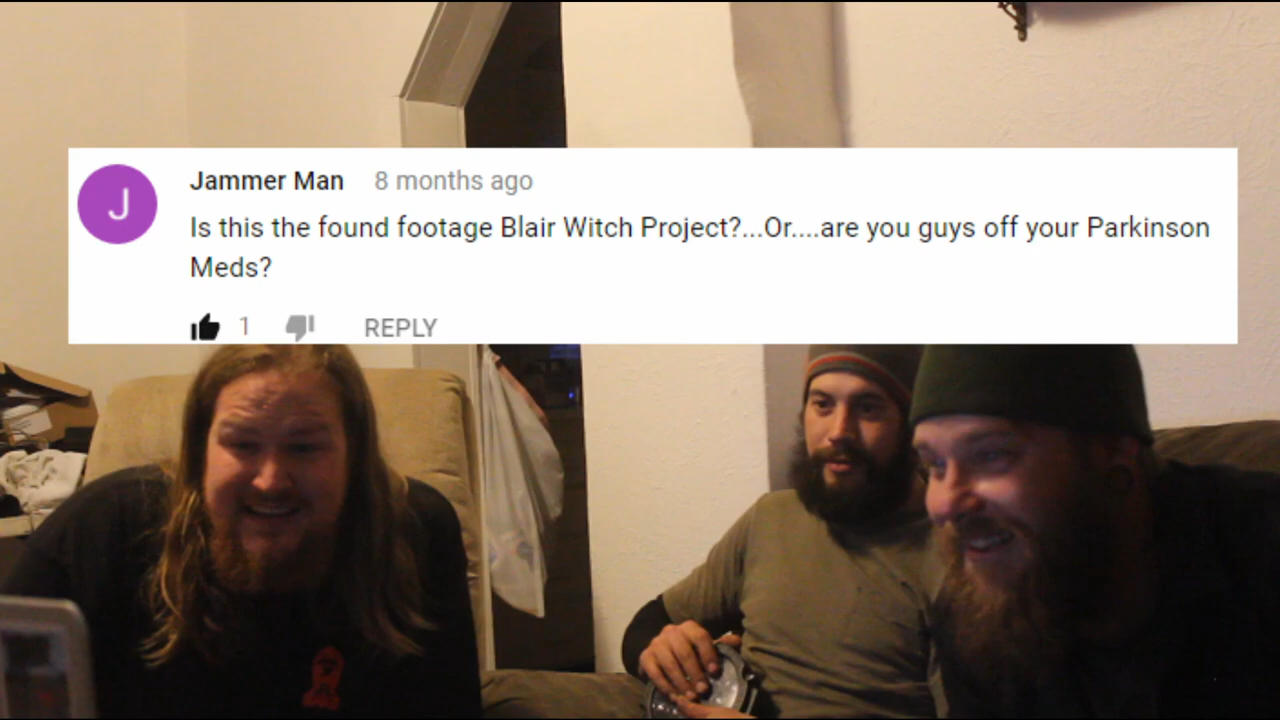 J
Jammer Man 8 months ago
Is this the found footage Blair Witch Project?...Or....are you guys off your Parkinson
Meds?
1 REPLY